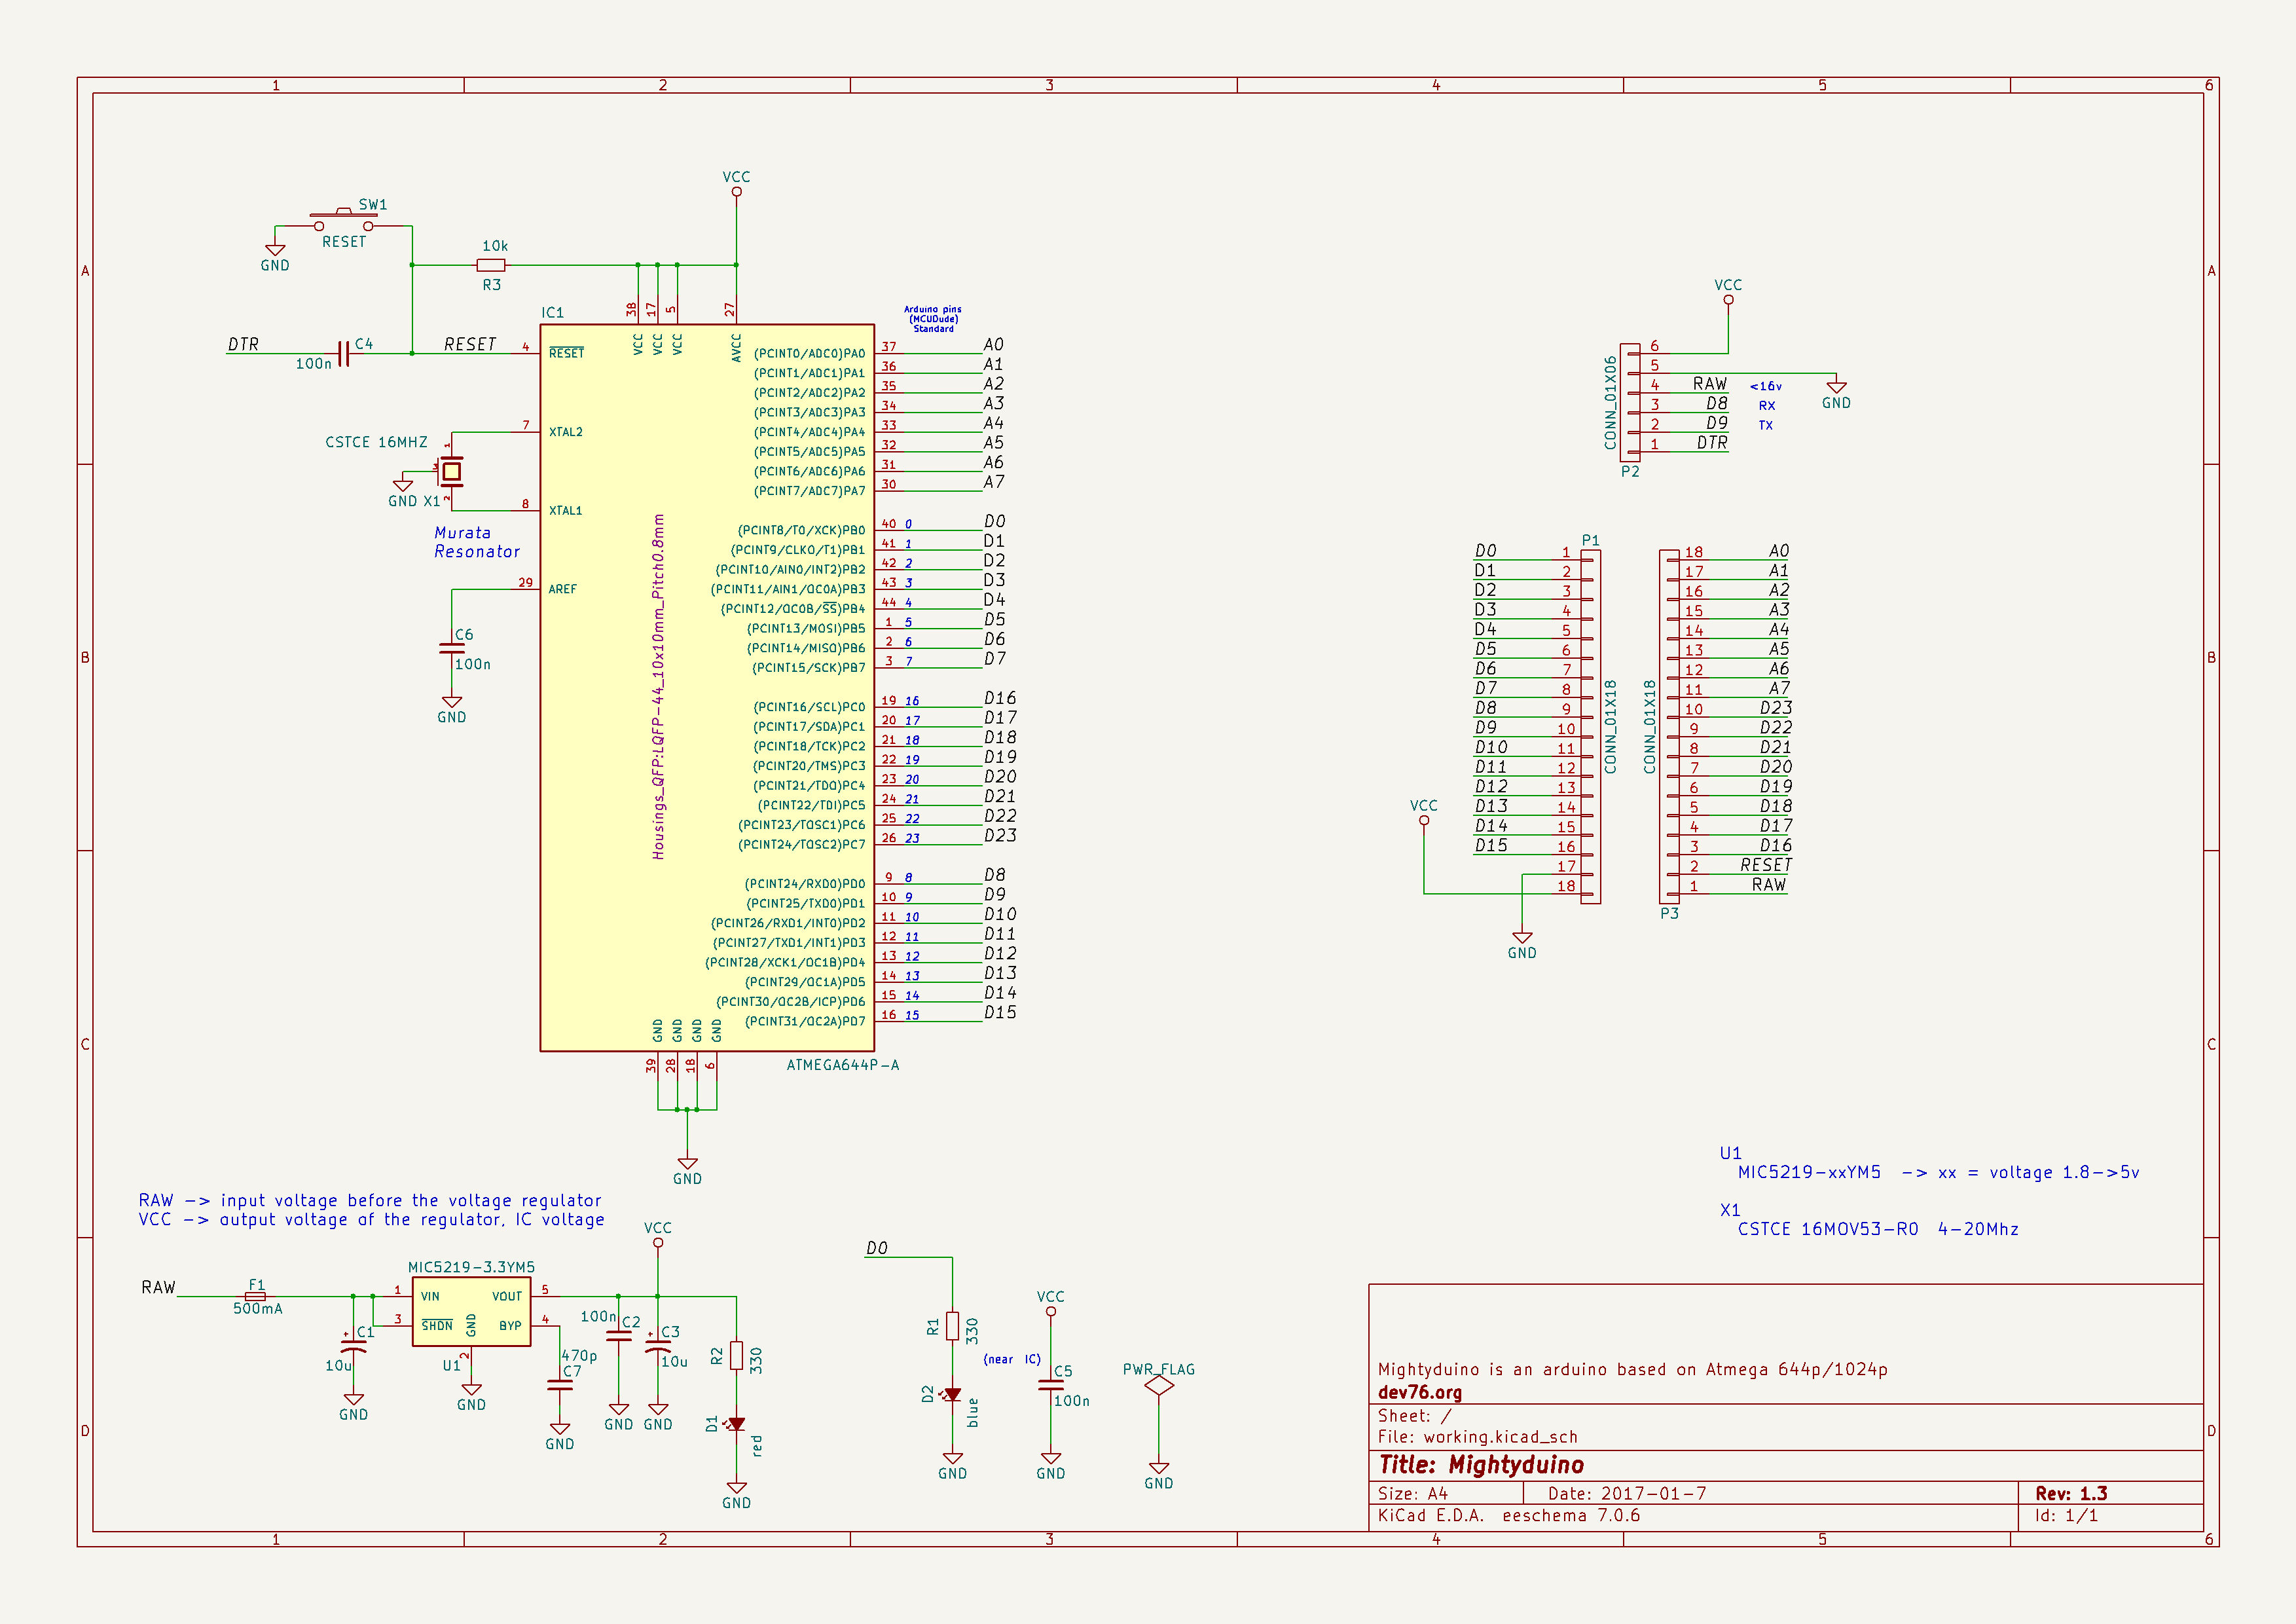 1 2 3 4 5 6
A A
B B
C C
D D
VCC
SW1
RESET
GND
10k
R3
DTR
C4
100n
RESET
IC1
38 17 5 27
VCC VCC VCC AVCC
4 RESET
7 XTAL2
8 XTAL1
29 AREF
CSTCE 16MHZ
1
3
2
GND X1
Murata
Resonator
C6
100n
GND
Housings_QFP:LQFP-44_10x10mm_Pitch0.8mm
Arduino pins
(MCUDude)
Standard
(PCINT0/ADC0)PA0 37 A0
(PCINT1/ADC1)PA1 36 A1
(PCINT2/ADC2)PA2 35 A2
(PCINT3/ADC3)PA3 34 A3
(PCINT4/ADC4)PA4 33 A4
(PCINT5/ADC5)PA5 32 A5
(PCINT6/ADC6)PA6 31 A6
(PCINT7/ADC7)PA7 30 A7
(PCINT8/T0/XCK)PB0 40 0 D0
(PCINT9/CLKO/T1)PB1 41 1 D1
(PCINT10/AIN0/INT2)PB2 42 2 D2
(PCINT11/AIN1/OC0A)PB3 43 3 D3
(PCINT12/OC0B/SS)PB4 44 4 D4
(PCINT13/MOSI)PB5 1 5 D5
(PCINT14/MISO)PB6 2 6 D6
(PCINT15/SCK)PB7 3 7 D7
(PCINT16/SCL)PC0 19 16 D16
(PCINT17/SDA)PC1 20 17 D17
(PCINT18/TCK)PC2 21 18 D18
(PCINT20/TMS)PC3 22 19 D19
(PCINT21/TDO)PC4 23 20 D20
(PCINT22/TDI)PC5 24 21 D21
(PCINT23/TOSC1)PC6 25 22 D22
(PCINT24/TOSC2)PC7 26 23 D23
(PCINT24/RXD0)PD0 9 8 D8
(PCINT25/TXD0)PD1 10 9 D9
(PCINT26/RXD1/INT0)PD2 11 10 D10
(PCINT27/TXD1/INT1)PD3 12 11 D11
(PCINT28/XCK1/OC1B)PD4 13 12 D12
(PCINT29/OC1A)PD5 14 13 D13
(PCINT30/OC2B/ICP)PD6 15 14 D14
(PCINT31/OC2A)PD7 16 15 D15
GND GND GND GND
39 28 18 6
ATMEGA644P-A
GND
VCC
CONN_01X06
6
5
4 RAW <16v
3 D8 RX
2 D9 TX
1 DTR
GND
P2
P1
D0 1
D1 2
D2 3
D3 4
D4 5
D5 6
D6 7
D7 8
D8 9
D9 10
D10 11
D11 12
D12 13
D13 14
D14 15
D15 16
17
18
CONN_01X18
VCC
GND
CONN_01X18
18 A0
17 A1
16 A2
15 A3
14 A4
13 A5
12 A6
11 A7
10 D23
9 D22
8 D21
7 D20
6 D19
5 D18
4 D17
3 D16
2 RESET
1 RAW
P3
U1
MIC5219-xxYM5 -> xx = voltage 1.8->5v
X1
CSTCE 16MOV53-R0 4-20Mhz
RAW -> input voltage before the voltage regulator
VCC -> output voltage of the regulator, IC voltage
RAW
F1
500mA
C1
10u
GND
MIC5219-3.3YM5
1 VIN VOUT 5
3 SHDN BYP 4
GND
2
U1
GND
470p
C7
GND
100n
C2
GND
VCC
C3
10u
GND
R2
330
D1
red
GND
D0
R1
330
D2
blue
GND
VCC
(near IC)
C5
100n
GND
PWR_FLAG
GND
Mightyduino is an arduino based on Atmega 644p/1024p
dev76.org
Sheet: /
File: working.kicad_sch
Title: Mightyduino
Size: A4 Date: 2017-01-7 Rev: 1.3
KiCad E.D.A. eeschema 7.0.6 Id: 1/1
1 2 3 4 5 6